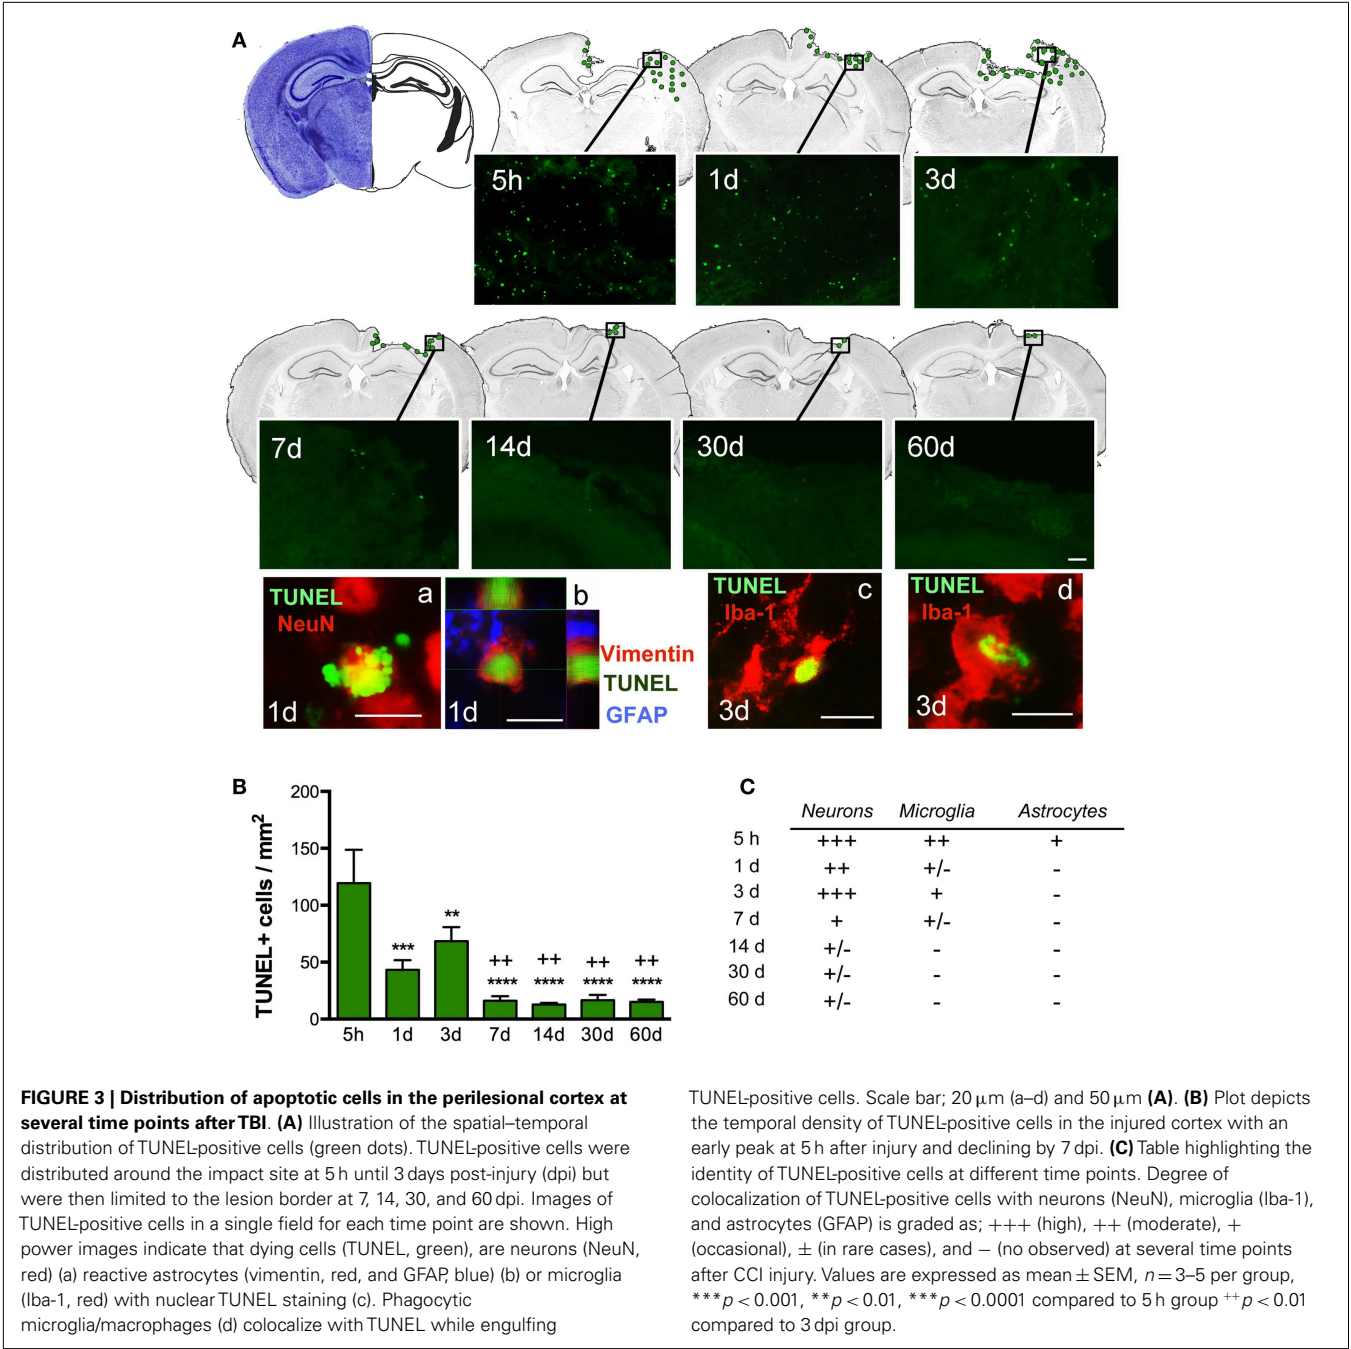 A
5h
1d
3d
7d
14d
30d
60d
TUNEL
NeuN
a
1d
b
1d
Vimentin
TUNEL
GFAP
TUNEL
Iba-1
c
3d
TUNEL
Iba-1
d
3d
B
TUNEL+ cells / mm²
200
150
100
50
0
***
**
++ ++ ++ ++
**** **** **** ****
5h 1d 3d 7d 14d 30d 60d
C
Neurons Microglia Astrocytes
5 h +++ ++ +
1 d ++ +/- -
3 d +++ + -
7 d + +/- -
14 d +/- - -
30 d +/- - -
60 d +/- - -
FIGURE 3 | Distribution of apoptotic cells in the perilesional cortex at
several time points after TBI. (A) Illustration of the spatial–temporal
distribution of TUNEL-positive cells (green dots). TUNEL-positive cells were
distributed around the impact site at 5 h until 3 days post-injury (dpi) but
were then limited to the lesion border at 7, 14, 30, and 60 dpi. Images of
TUNEL-positive cells in a single field for each time point are shown. High
power images indicate that dying cells (TUNEL, green), are neurons (NeuN,
red) (a) reactive astrocytes (vimentin, red, and GFAP, blue) (b) or microglia
(Iba-1, red) with nuclear TUNEL staining (c). Phagocytic
microglia/macrophages (d) colocalize with TUNEL while engulfing
TUNEL-positive cells. Scale bar; 20 μm (a–d) and 50 μm (A). (B) Plot depicts
the temporal density of TUNEL-positive cells in the injured cortex with an
early peak at 5 h after injury and declining by 7 dpi. (C) Table highlighting the
identity of TUNEL-positive cells at different time points. Degree of
colocalization of TUNEL-positive cells with neurons (NeuN), microglia (Iba-1),
and astrocytes (GFAP) is graded as; +++ (high), ++ (moderate), +
(occasional), ± (in rare cases), and − (no observed) at several time points
after CCI injury. Values are expressed as mean ± SEM, n = 3–5 per group,
***p < 0.001, **p < 0.01, ***p < 0.0001 compared to 5 h group ++p < 0.01
compared to 3 dpi group.